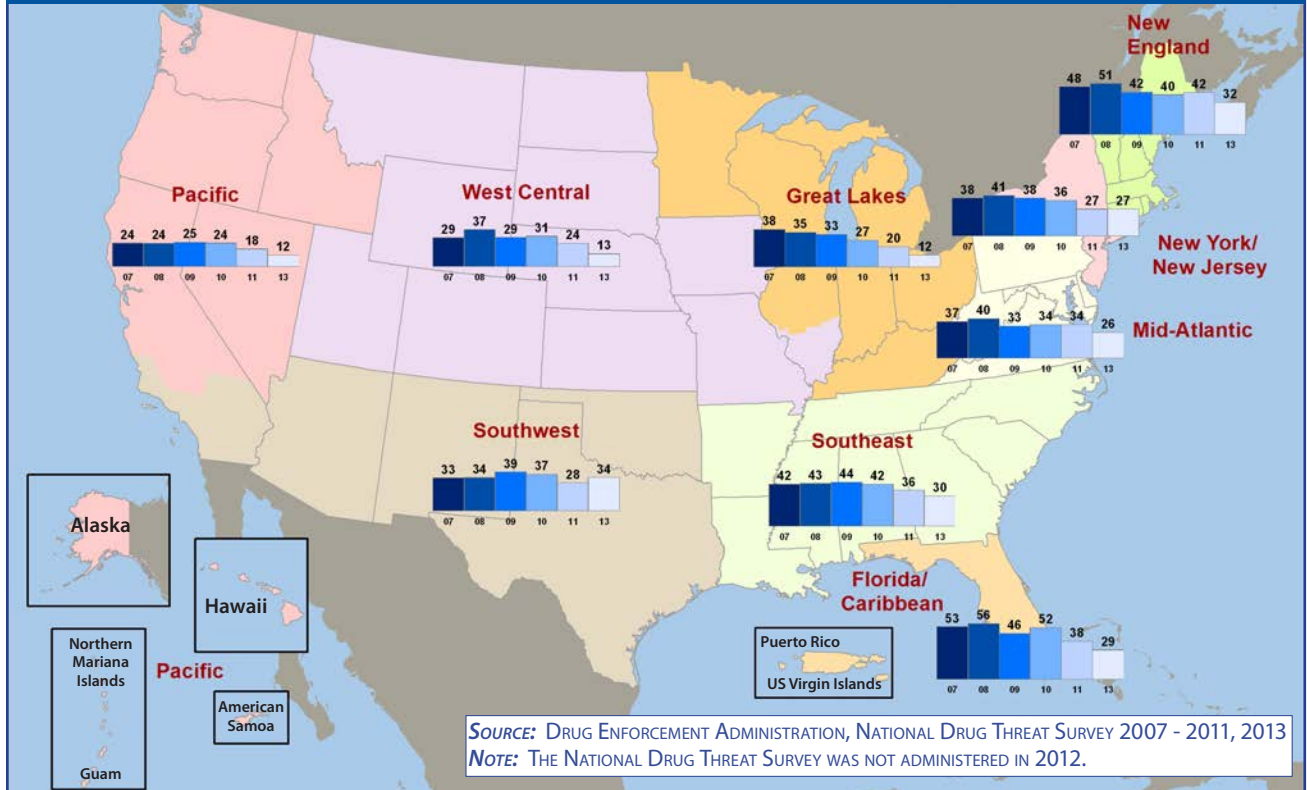 New
England
48 51 42 40 42 32
07 08 09 10 11 13
Pacific
24 24 25 24 18 12
07 08 09 10 11 13
West Central
29 37 29 31 24 13
07 08 09 10 11 13
Great Lakes
38 35 33 27 20 12
07 08 09 10 11 13
38 41 38 36 27 27
07 08 09 10 11 13
New York/
New Jersey
37 40 33 34 34 26
07 08 09 10 11 13
Mid-Atlantic
Southwest
33 34 39 37 28 34
07 08 09 10 11 13
Southeast
42 43 44 42 36 30
07 08 09 10 11 13
Florida/
Caribbean
53 56 46 52 38 29
07 08 09 10 11 13
Alaska
Hawaii
Northern
Mariana
Islands
Guam
Pacific
American
Samoa
Puerto Rico
US Virgin Islands
SOURCE: DRUG ENFORCEMENT ADMINISTRATION, NATIONAL DRUG THREAT SURVEY 2007 - 2011, 2013
NOTE: THE NATIONAL DRUG THREAT SURVEY WAS NOT ADMINISTERED IN 2012.